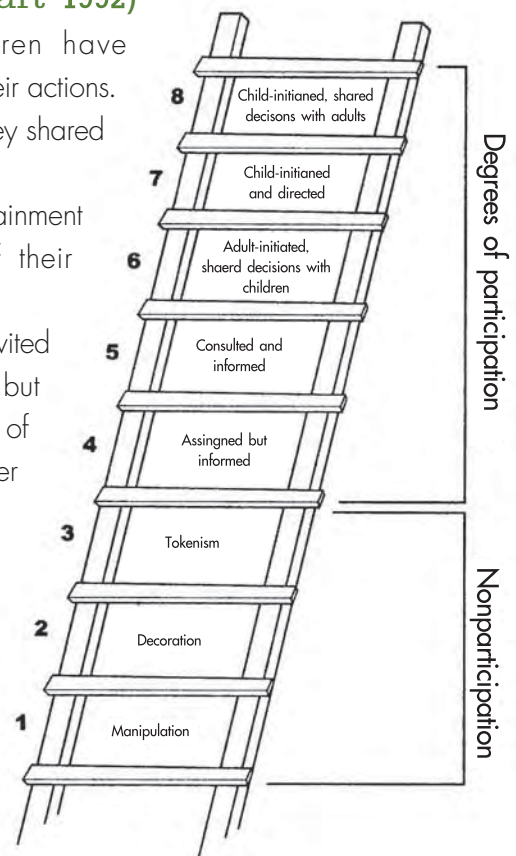 art 1992)
ren have
eir actions.
ey shared
ainment
f their
vited
but
of
er
8
Child-initianed, shared
decisons with adults
7
Child-initianed
and directed
6
Adult-initiated,
shaerd decisions with
children
5
Consulted and
informed
4
Assingned but
informed
3
Tokenism
2
Decoration
1
Manipulation
Degrees of participation
Nonparticipation